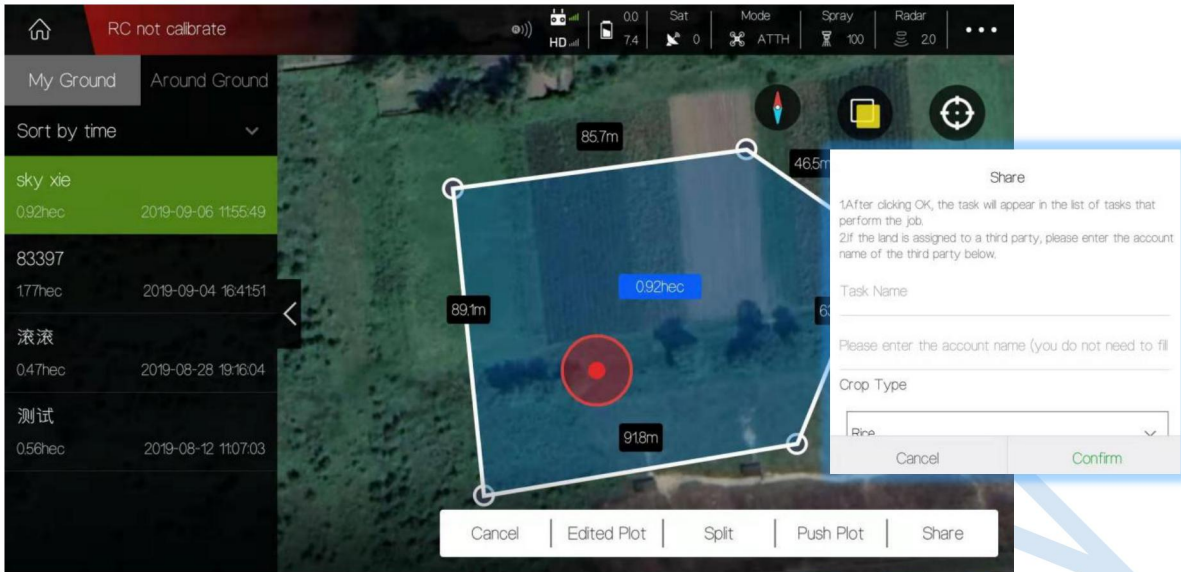 RC not calibrate
HD
0.0
7.4
Sat
0
Mode
ATTH
Spray
100
Radar
2.0
My Ground
Around Ground
Sort by time
sky xie
0.92hec 2019-09-06 11:55:49
83397
1.77hec 2019-09-04 16:41:51
滚滚
0.47hec 2019-08-28 19:16:04
测试
0.56hec 2019-08-12 11:07:03
85.7m
46.5m
0.92hec
89.1m
91.8m
Cancel Edited Plot Split Push Plot Share
Share
1.After clicking OK, the task will appear in the list of tasks that
perform the job.
2.If the land is assigned to a third party, please enter the account
name of the third party below.
Task Name
Please enter the account name (you do not need to fill
Crop Type
Rice
Cancel Confirm